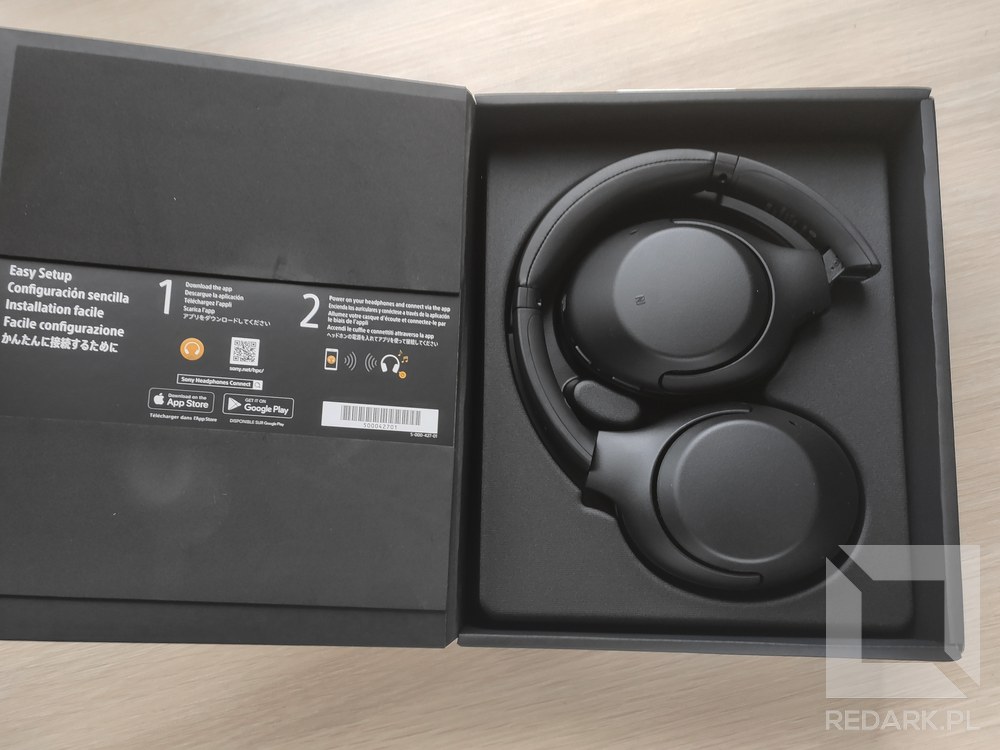 Easy Setup
Configuración sencilla
Installation facile
Facile configurazione
かんたんに接続するために
1
Download the app
Descargue la aplicación
Téléchargez l'appli
Scarica l'app
アプリをダウンロードしてください
sony.net/hpc/
Sony Headphones Connect
Download on the
App Store
Télécharger dans l'App Store
GET IT ON
Google Play
DISPONIBLE SUR Google Play
2
Power on your headphones and connect via the app
Encienda los auriculares y conéctese a través de la aplicación
Allumez votre casque d'écoute et connectez-le par
le biais de l'appli
Accendi le cuffie e connettiti attraverso la app
ヘッドホンの電源を入れてアプリを使って接続してください
500042701
5-000-427-01
REDARK.PL